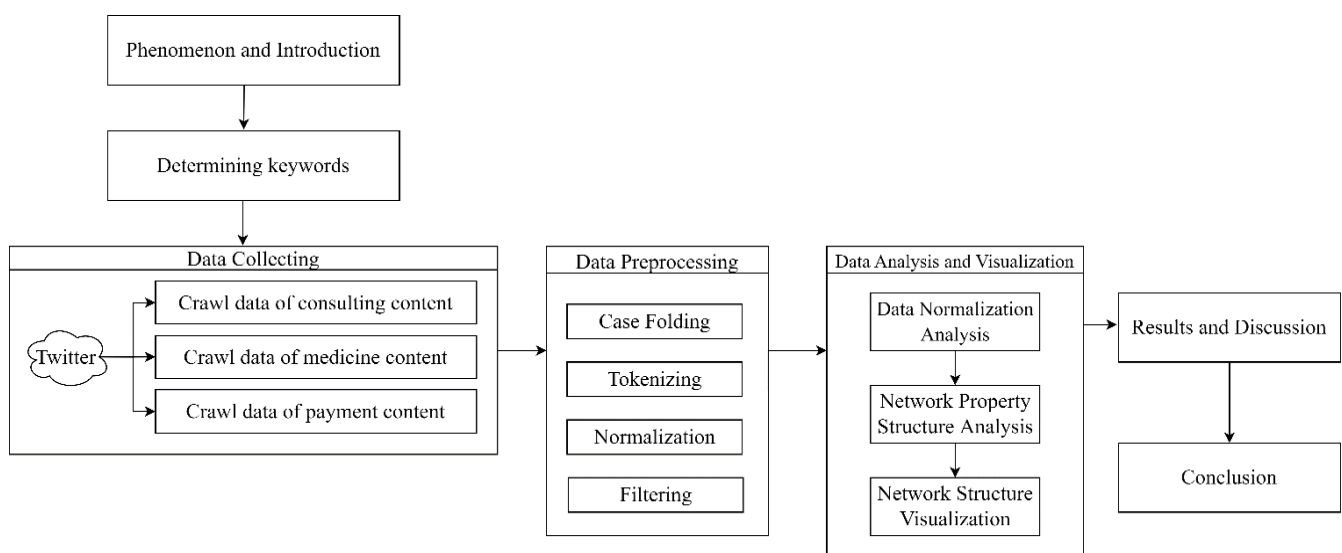 Phenomenon and Introduction
Determining keywords
Data Collecting
Twitter
Crawl data of consulting content
Crawl data of medicine content
Crawl data of payment content
Data Preprocessing
Case Folding
Tokenizing
Normalization
Filtering
Data Analysis and Visualization
Data Normalization
Analysis
Network Property
Structure Analysis
Network Structure
Visualization
Results and Discussion
Conclusion